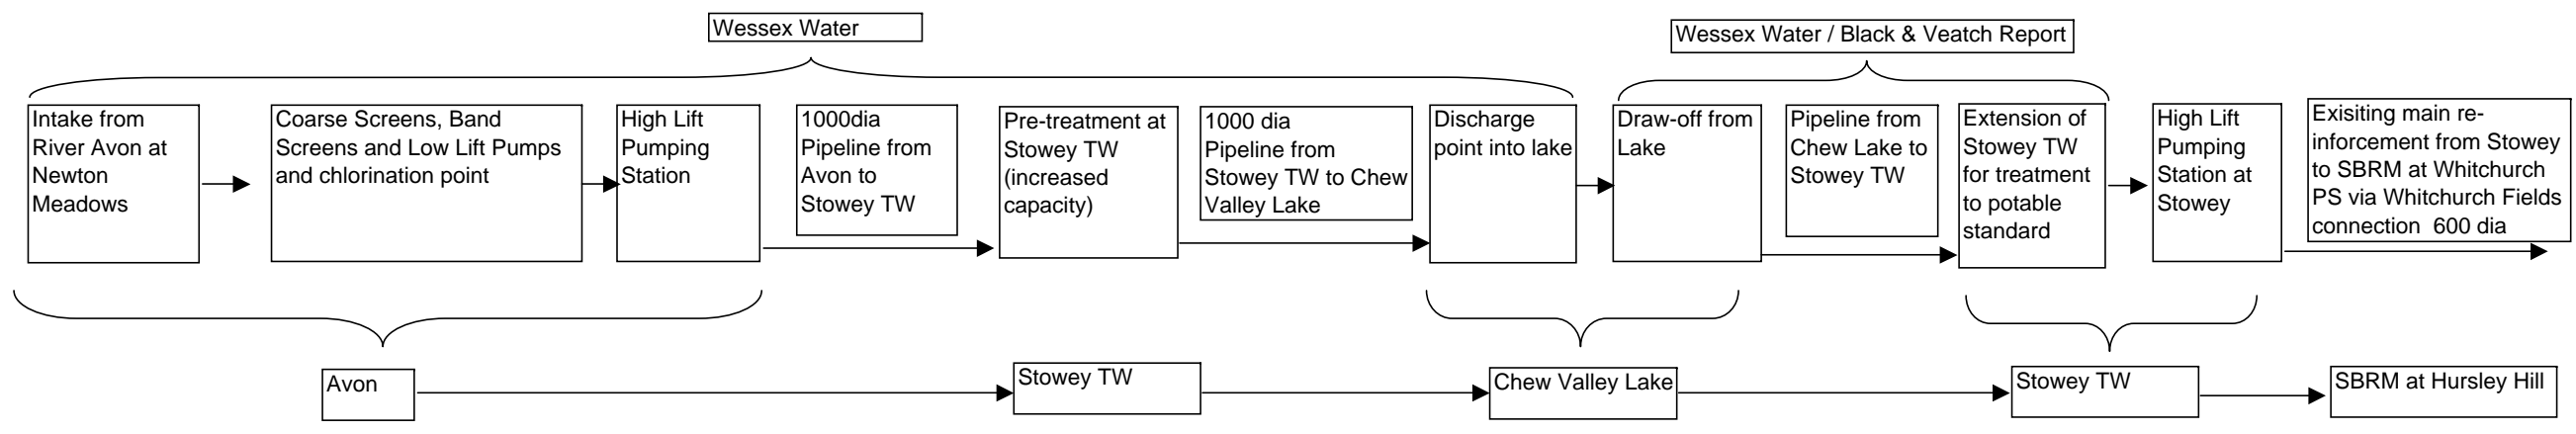 Wessex Water
Wessex Water / Black & Veatch Report
Intake from
River Avon at
Newton
Meadows
Coarse Screens, Band
Screens and Low Lift Pumps
and chlorination point
High Lift
Pumping
Station
1000dia
Pipeline from
Avon to
Stowey TW
Pre-treatment at
Stowey TW
(increased
capacity)
1000 dia
Pipeline from
Stowey TW to Chew
Valley Lake
Discharge
point into lake
Draw-off from
Lake
Pipeline from
Chew Lake to
Stowey TW
Extension of
Stowey TW
for treatment
to potable
standard
High Lift
Pumping
Station at
Stowey
Exisiting main re-
inforcement from Stowey
to SBRM at Whitchurch
PS via Whitchurch Fields
connection  600 dia
Avon
Stowey TW
Chew Valley Lake
Stowey TW
SBRM at Hursley Hill